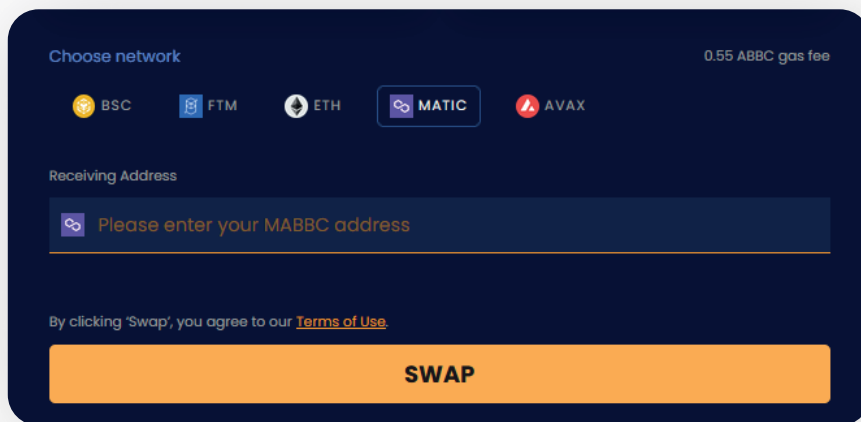 Choose network 0.55 ABBC gas fee
BSC FTM ETH MATIC AVAX
Receiving Address
Please enter your MABBC address
By clicking ‘Swap’, you agree to our Terms of Use.
SWAP